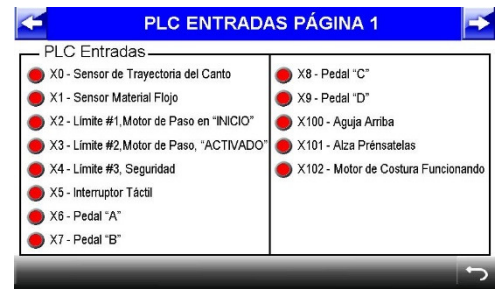 PLC ENTRADAS PÁGINA 1
PLC Entradas
X0 - Sensor de Trayectoria del Canto
X1 - Sensor Material Flojo
X2 - Límite #1,Motor de Paso en “INICIO”
X3 - Límite #2,Motor de Paso, “ACTIVADO”
X4 - Límite #3, Seguridad
X5 - Interruptor Táctil
X6 - Pedal “A”
X7 - Pedal “B”
X8 - Pedal “C”
X9 - Pedal “D”
X100 - Aguja Arriba
X101 - Alza Prénsatelas
X102 - Motor de Costura Funcionando